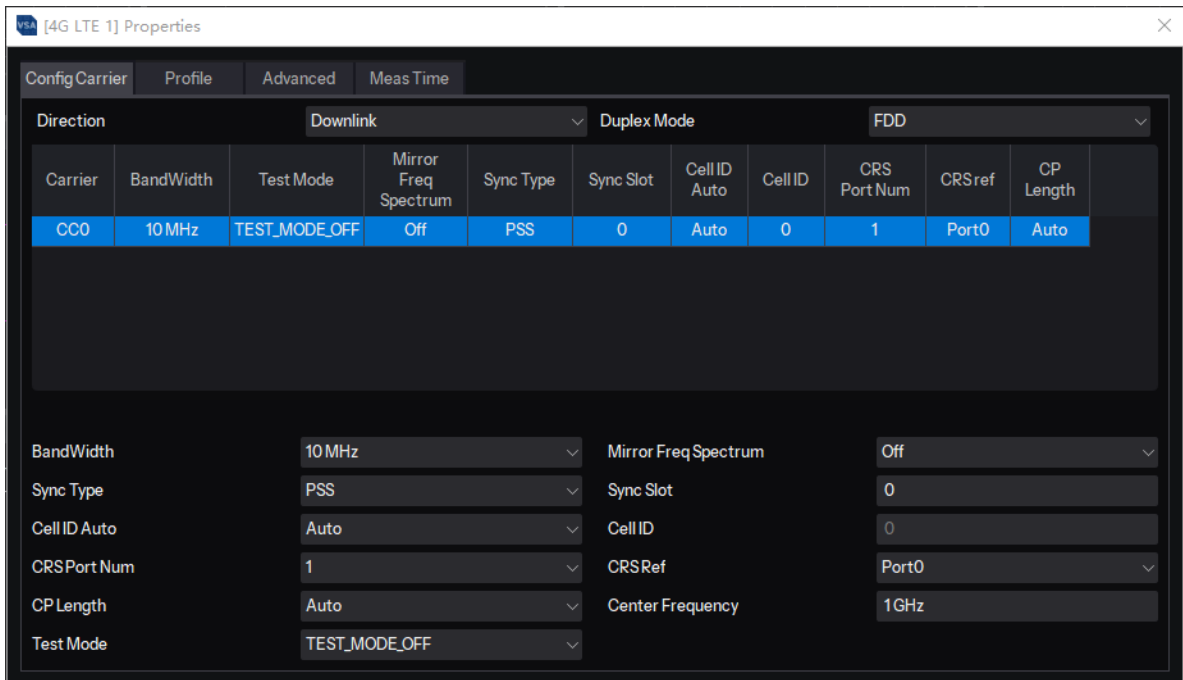 VSA [4G LTE 1] Properties
Config Carrier Profile Advanced Meas Time
Direction Downlink Duplex Mode FDD
Carrier BandWidth Test Mode Mirror Freq Spectrum Sync Type Sync Slot Cell ID Auto Cell ID CRS Port Num CRS ref CP Length
CC0 10 MHz TEST_MODE_OFF Off PSS 0 Auto 0 1 Port0 Auto
BandWidth 10 MHz Mirror Freq Spectrum Off
Sync Type PSS Sync Slot 0
Cell ID Auto Auto Cell ID 0
CRS Port Num 1 CRS Ref Port0
CP Length Auto Center Frequency 1 GHz
Test Mode TEST_MODE_OFF